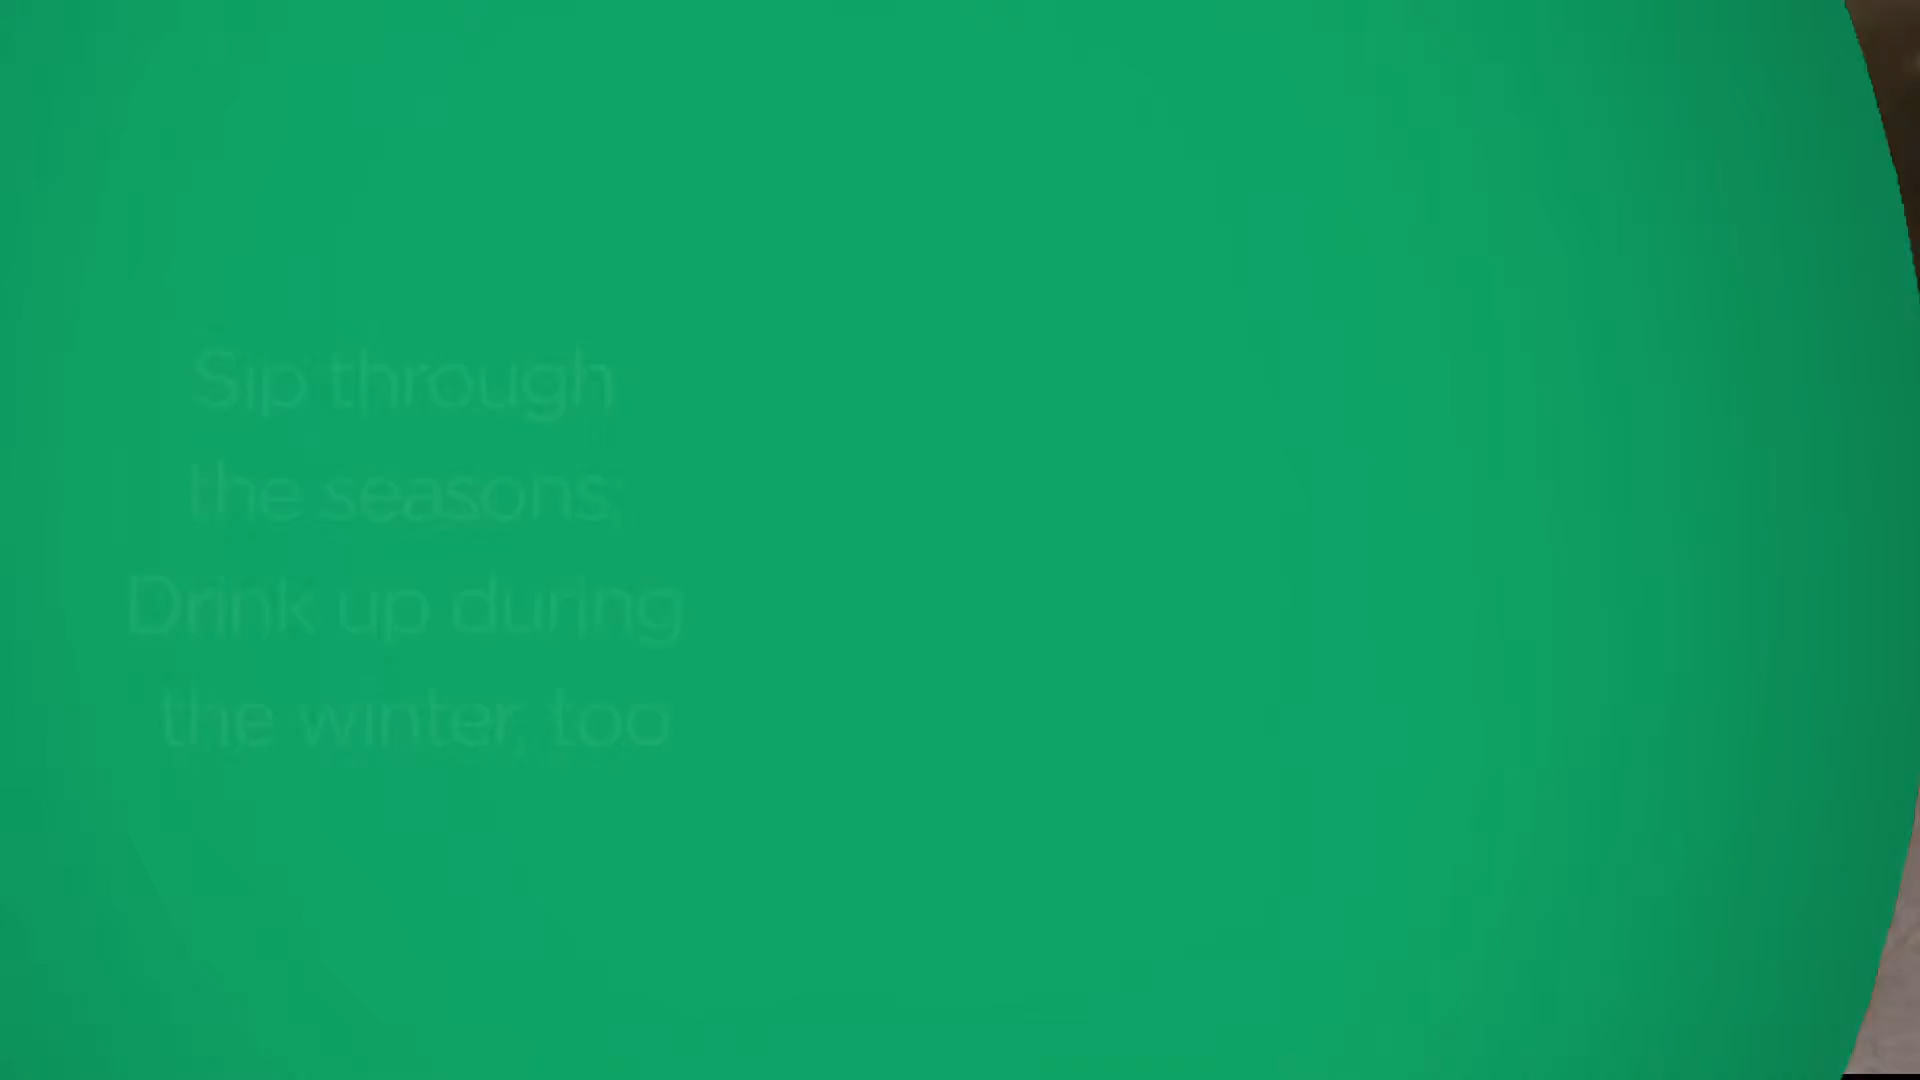 Sip through
the seasons;
Drink up during
the winter, too